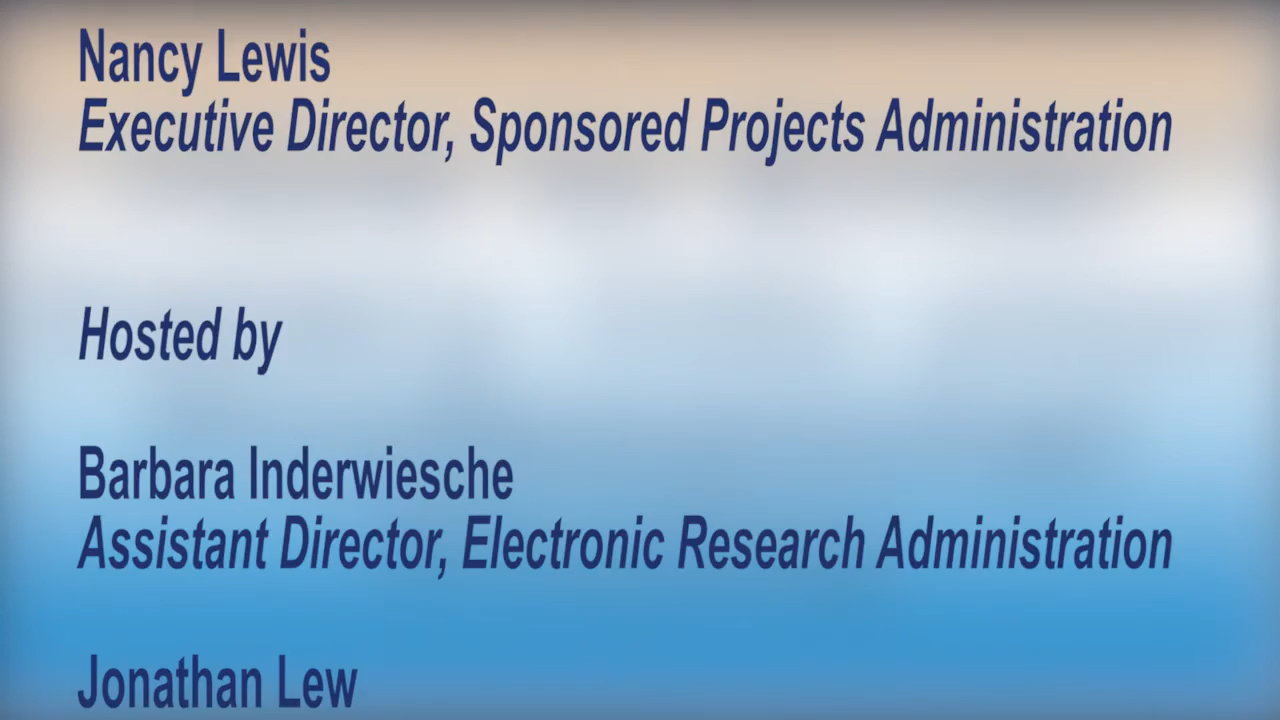 Nancy Lewis
Executive Director, Sponsored Projects Administration
Hosted by
Barbara Inderwiesche
Assistant Director, Electronic Research Administration
Jonathan Lew